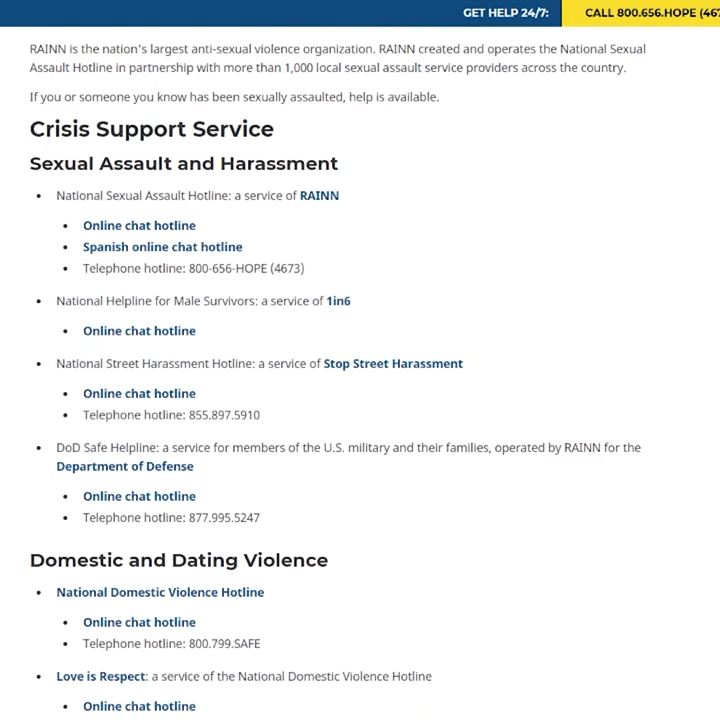 GET HELP 24/7: CALL 800.656.HOPE (467
RAINN is the nation's largest anti-sexual violence organization. RAINN created and operates the National Sexual
Assault Hotline in partnership with more than 1,000 local sexual assault service providers across the country.
If you or someone you know has been sexually assaulted, help is available.
Crisis Support Service
Sexual Assault and Harassment
• National Sexual Assault Hotline: a service of RAINN
• Online chat hotline
• Spanish online chat hotline
• Telephone hotline: 800-656-HOPE (4673)
• National Helpline for Male Survivors: a service of 1in6
• Online chat hotline
• National Street Harassment Hotline: a service of Stop Street Harassment
• Online chat hotline
• Telephone hotline: 855.897.5910
• DoD Safe Helpline: a service for members of the U.S. military and their families, operated by RAINN for the
Department of Defense
• Online chat hotline
• Telephone hotline: 877.995.5247
Domestic and Dating Violence
• National Domestic Violence Hotline
• Online chat hotline
• Telephone hotline: 800.799.SAFE
• Love is Respect: a service of the National Domestic Violence Hotline
• Online chat hotline